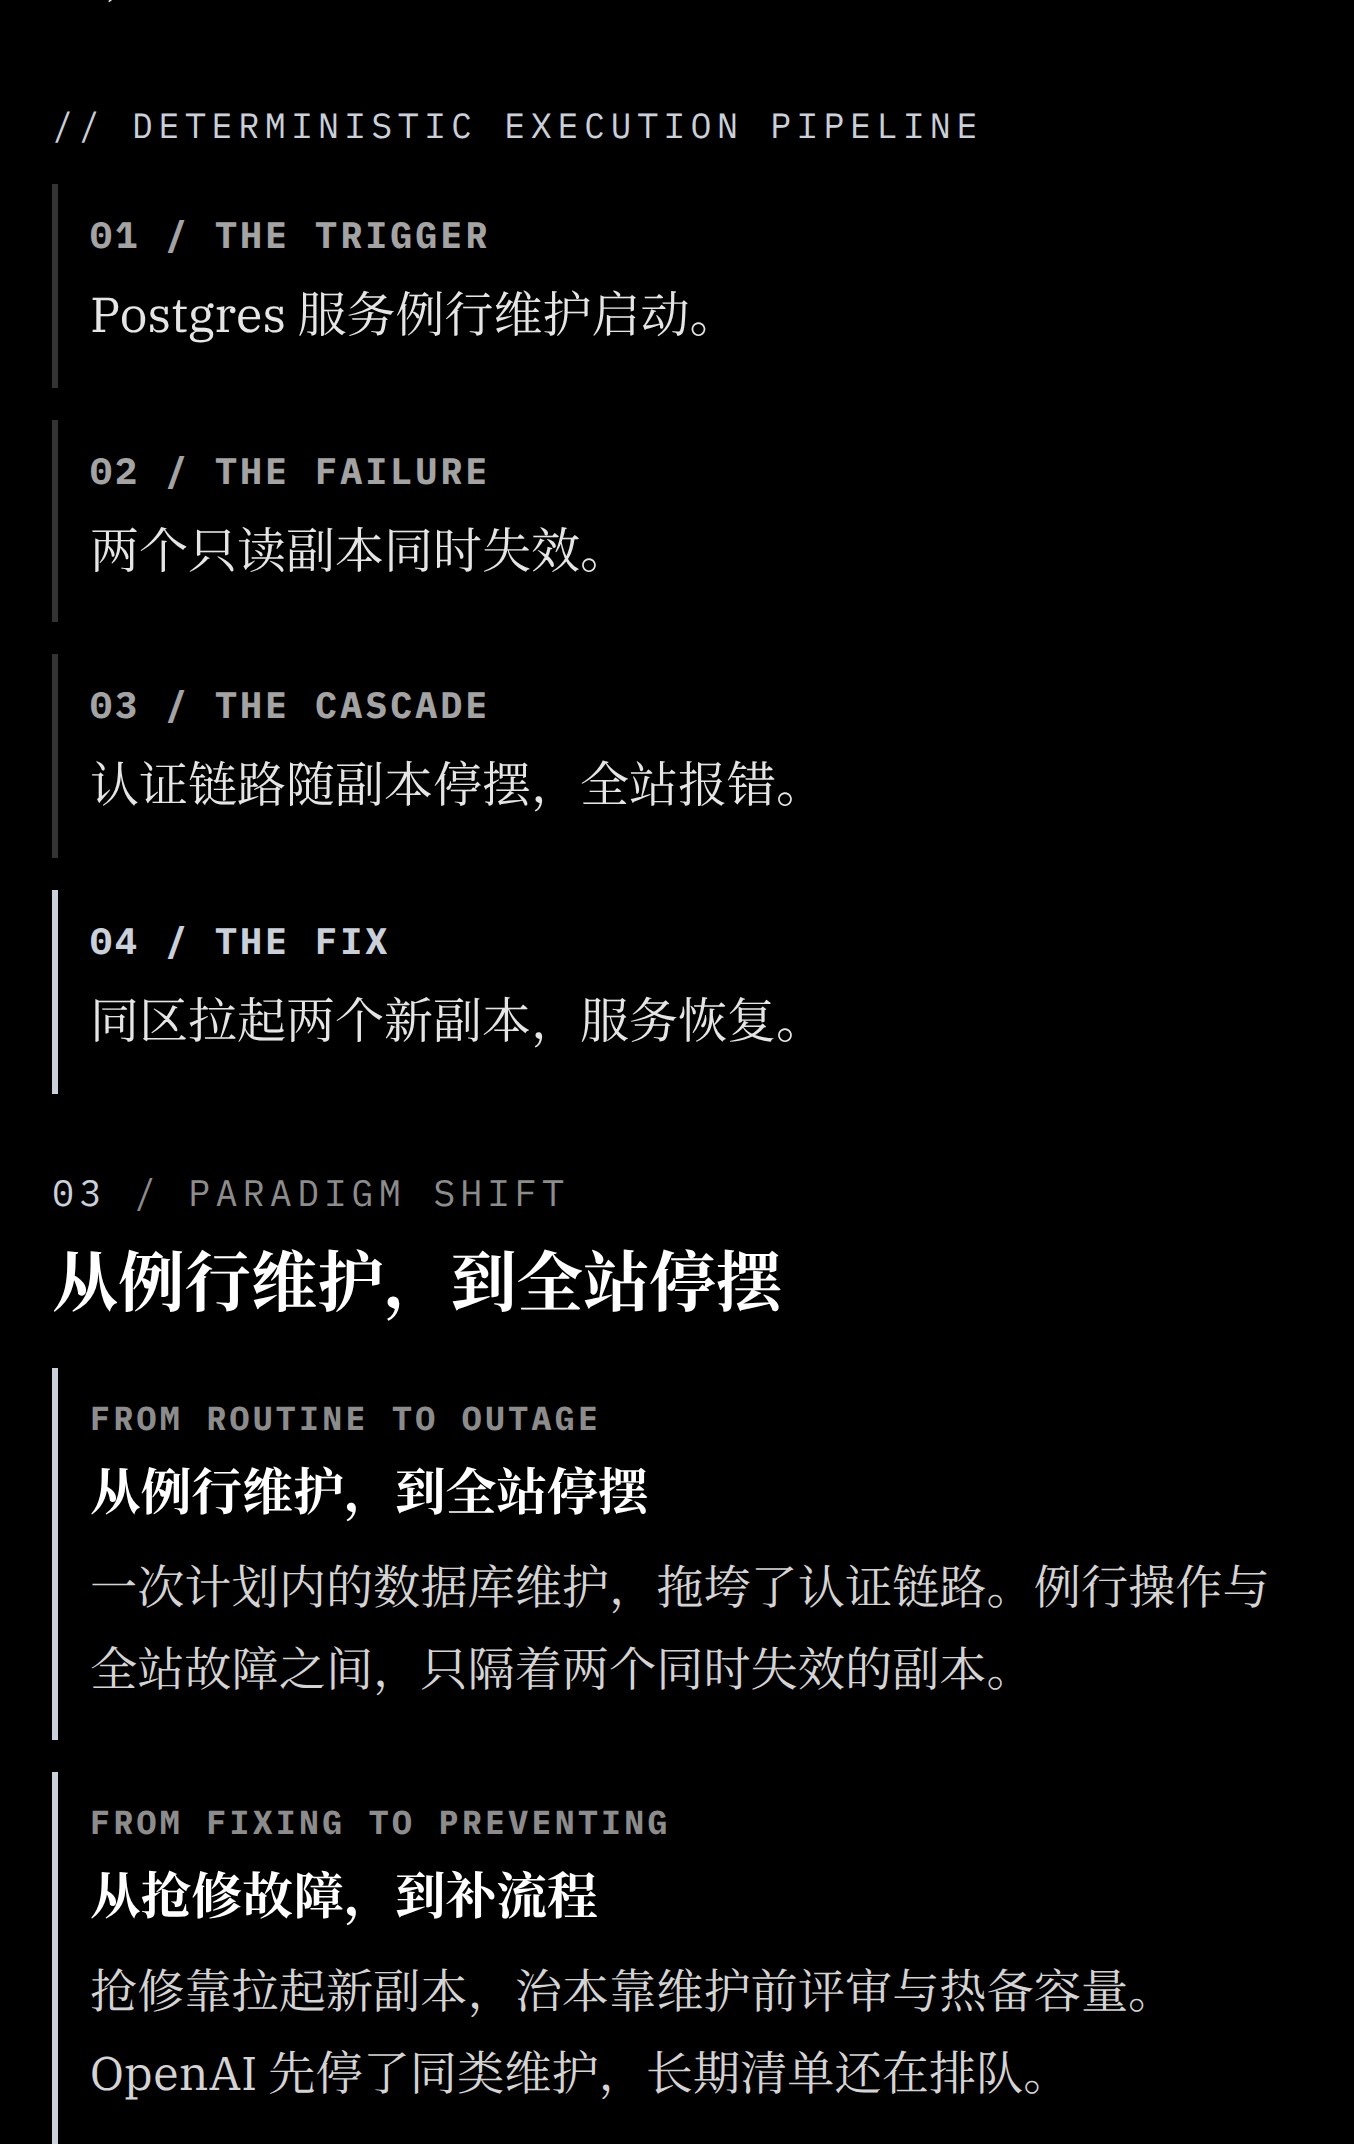 // DETERMINISTIC EXECUTION PIPELINE
01 / THE TRIGGER
Postgres 服务例行维护启动。
02 / THE FAILURE
两个只读副本同时失效。
03 / THE CASCADE
认证链路随副本停摆，全站报错。
04 / THE FIX
同区拉起两个新副本，服务恢复。
03 / PARADIGM SHIFT
从例行维护，到全站停摆
FROM ROUTINE TO OUTAGE
从例行维护，到全站停摆
一次计划内的数据库维护，拖垮了认证链路。例行操作与
全站故障之间，只隔着两个同时失效的副本。
FROM FIXING TO PREVENTING
从抢修故障，到补流程
抢修靠拉起新副本，治本靠维护前评审与热备容量。
OpenAI 先停了同类维护，长期清单还在排队。